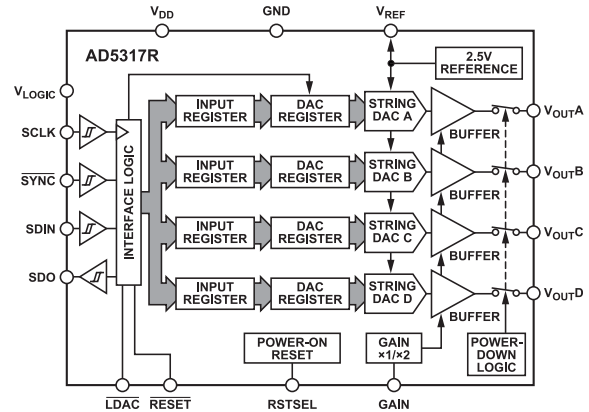 VDD
GND
VREF
AD5317R
2.5V
REFERENCE
VLOGIC
SCLK
SYNC
SDIN
SDO
INTERFACE LOGIC
INPUT
REGISTER
DAC
REGISTER
STRING
DAC A
BUFFER
VOUTA
INPUT
REGISTER
DAC
REGISTER
STRING
DAC B
BUFFER
VOUTB
INPUT
REGISTER
DAC
REGISTER
STRING
DAC C
BUFFER
VOUTC
INPUT
REGISTER
DAC
REGISTER
STRING
DAC D
BUFFER
VOUTD
POWER-ON
RESET
GAIN
×1/×2
POWER-
DOWN
LOGIC
LDAC
RESET
RSTSEL
GAIN